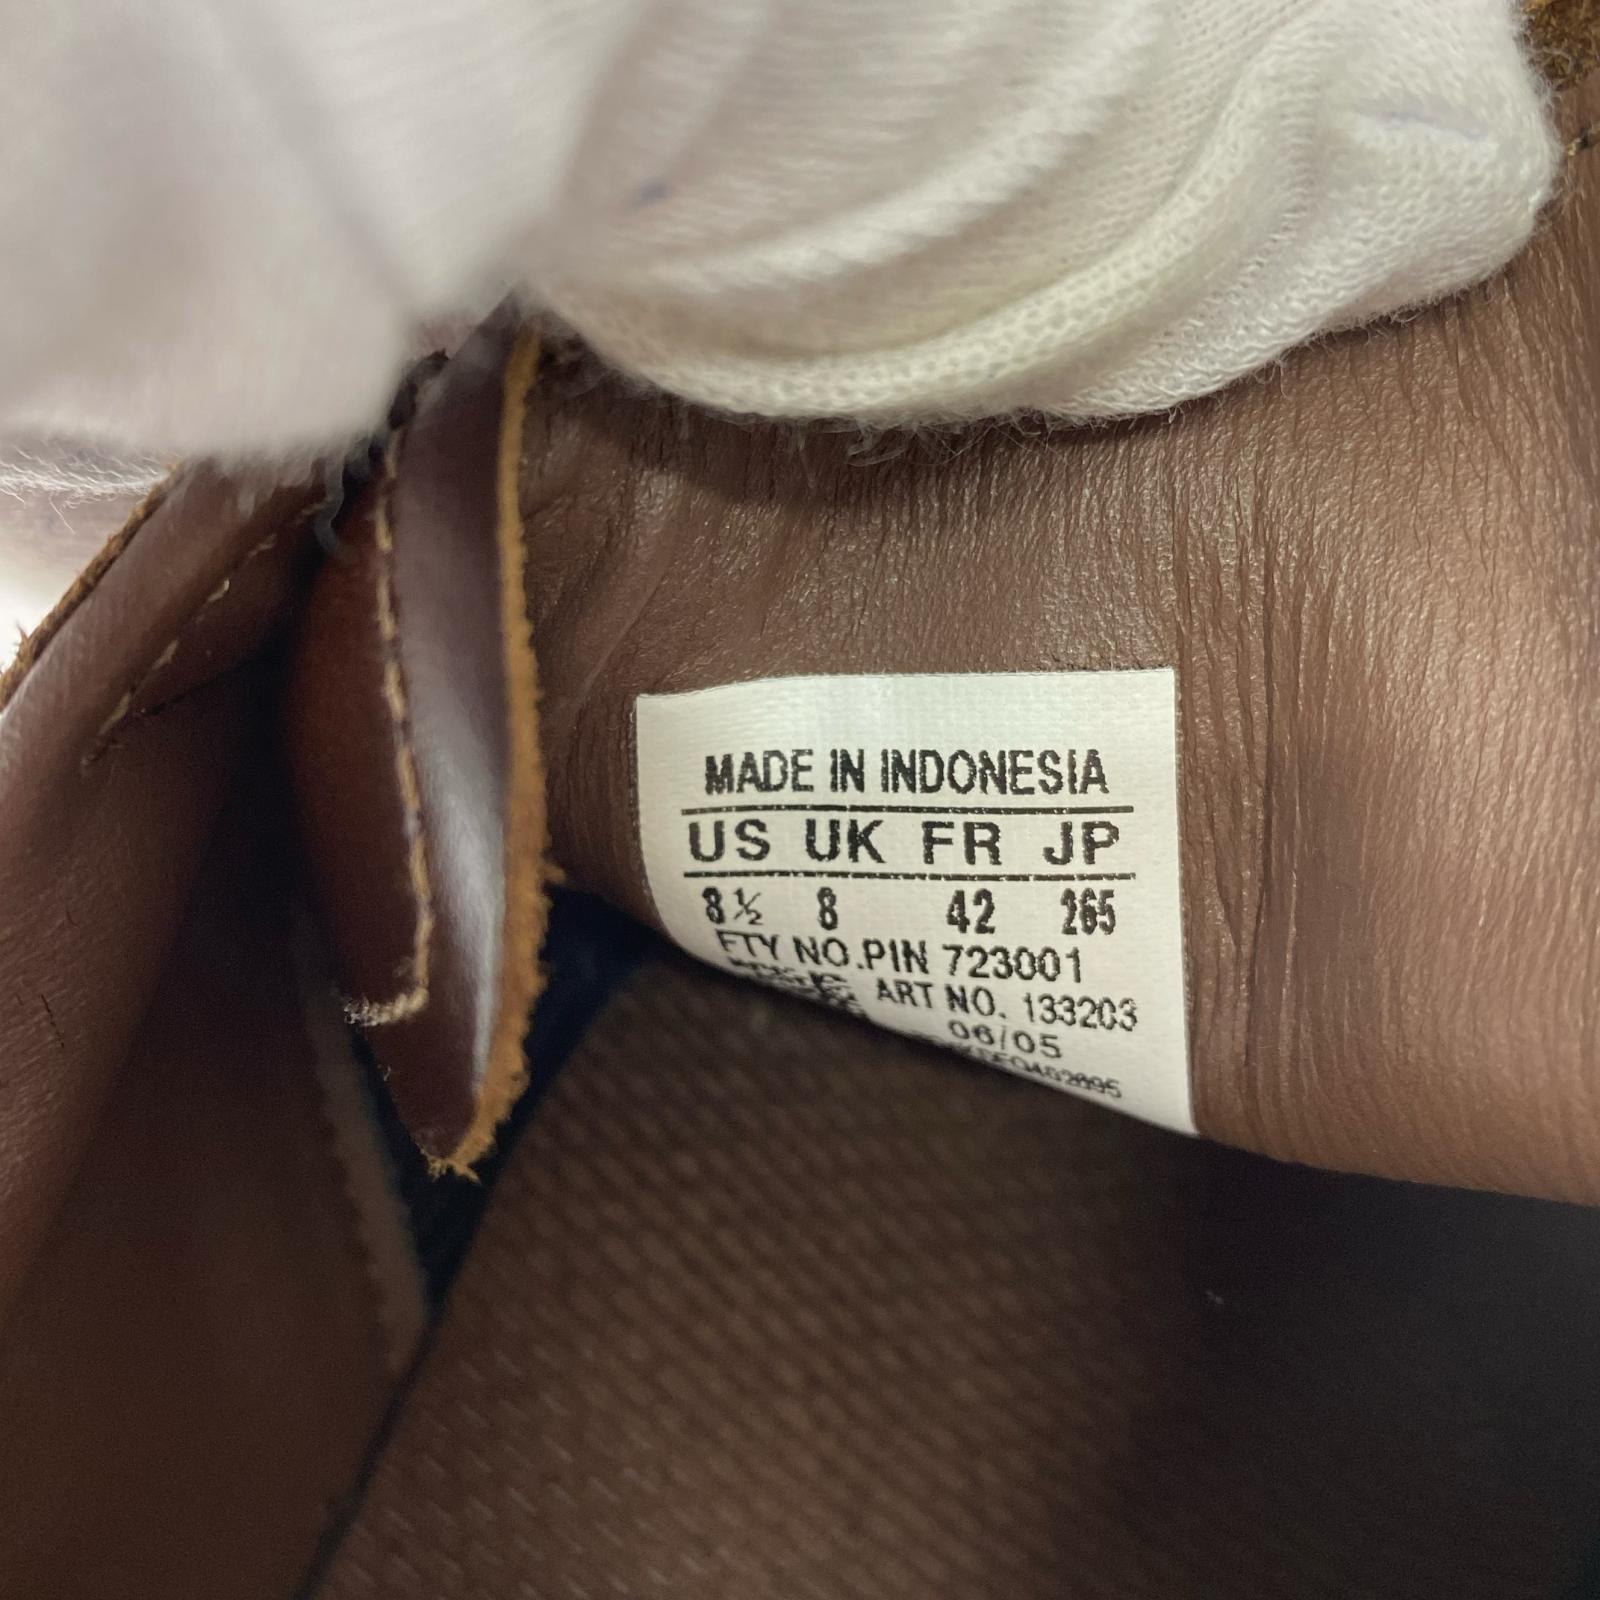 MADE IN INDONESIA
US UK FR JP
8½ 8 42 265
FTY NO.PIN 723001
ART NO. 133203
06/05